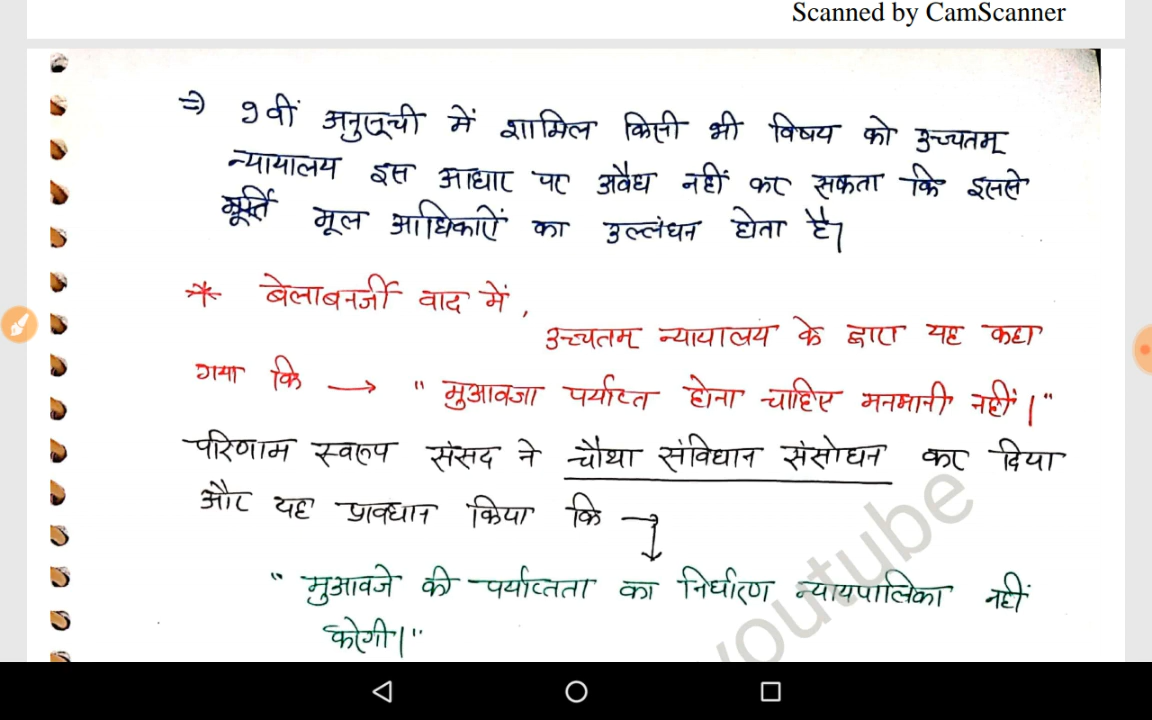 Scanned by CamScanner
⇒ 9वीं अनुसूची में शामिल किसी भी विषय को उच्चतम्
न्यायालय इस आधार पर अवैध नहीं कर सकता कि इससे
मूल अधिकारों का उल्लंघन होता है।
* बेलाबनर्जी वाद में,
उच्चतम् न्यायालय के द्वारा यह कहा
गया कि → " मुआवजा पर्याप्त होना चाहिए मनमानी नहीं।"
परिणाम स्वरूप संसद ने चौथा संविधान संसोधन कर दिया
और यह प्रावधान किया कि
" मुआवजे की पर्याप्तता का निर्धारण न्यायपालिका नहीं
करेगी।"
youtube